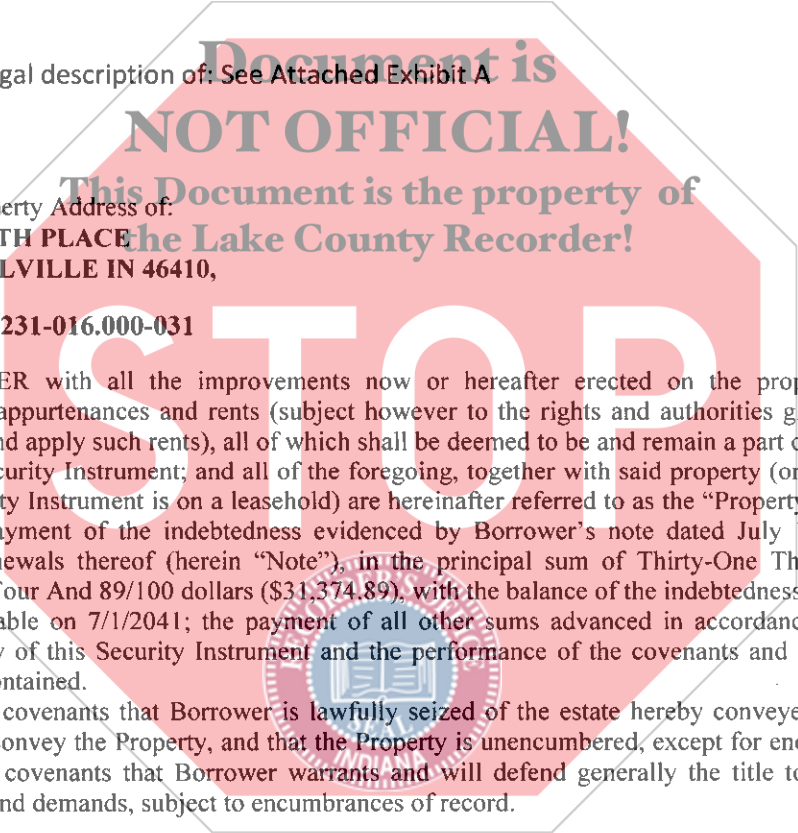 Document is
gal description of: See Attached Exhibit A
NOT OFFICIAL!
This Document is the property of
erty Address of:
the Lake County Recorder!
TH PLACE
LVILLE IN 46410,
231-016.000-031
STOP
ER with all the improvements now or hereafter erected on the prop
appurtenances and rents (subject however to the rights and authorities g
nd apply such rents), all of which shall be deemed to be and remain a part o
curity Instrument; and all of the foregoing, together with said property (or
ty Instrument is on a leasehold) are hereinafter referred to as the “Property
ayment of the indebtedness evidenced by Borrower’s note dated July
newals thereof (herein “Note”), in the principal sum of Thirty-One Th
Four And 89/100 dollars ($31,374.89), with the balance of the indebtedness
able on 7/1/2041; the payment of all other sums advanced in accordanc
y of this Security Instrument and the performance of the covenants and
ontained.
covenants that Borrower is lawfully seized of the estate hereby conveye
onvey the Property, and that the Property is unencumbered, except for en
covenants that Borrower warrants and will defend generally the title to
nd demands, subject to encumbrances of record.
RECORDER'S OFFICE
SEAL
INDIANA